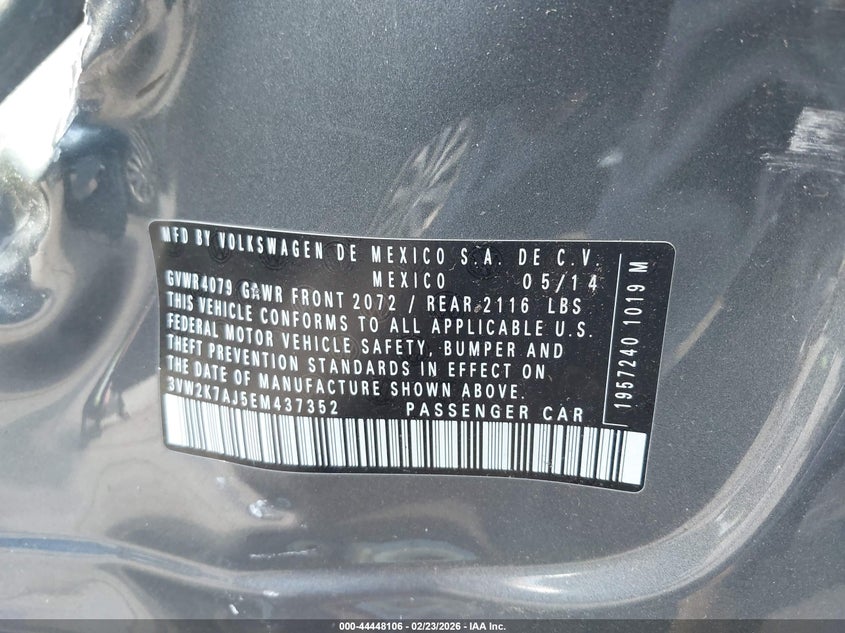 MFD BY VOLKSWAGEN DE MEXICO S.A. DE C.V.
MEXICO 05/14
GVWR4079 GAWR FRONT 2072 / REAR 2116 LBS
THIS VEHICLE CONFORMS TO ALL APPLICABLE U.S.
FEDERAL MOTOR VEHICLE SAFETY, BUMPER AND
THEFT PREVENTION STANDARDS IN EFFECT ON
THE DATE OF MANUFACTURE SHOWN ABOVE.
3VW2K7AJ5EM437352 PASSENGER CAR
1957240 1019 M
000-44448106 - 02/23/2026 - IAA Inc.